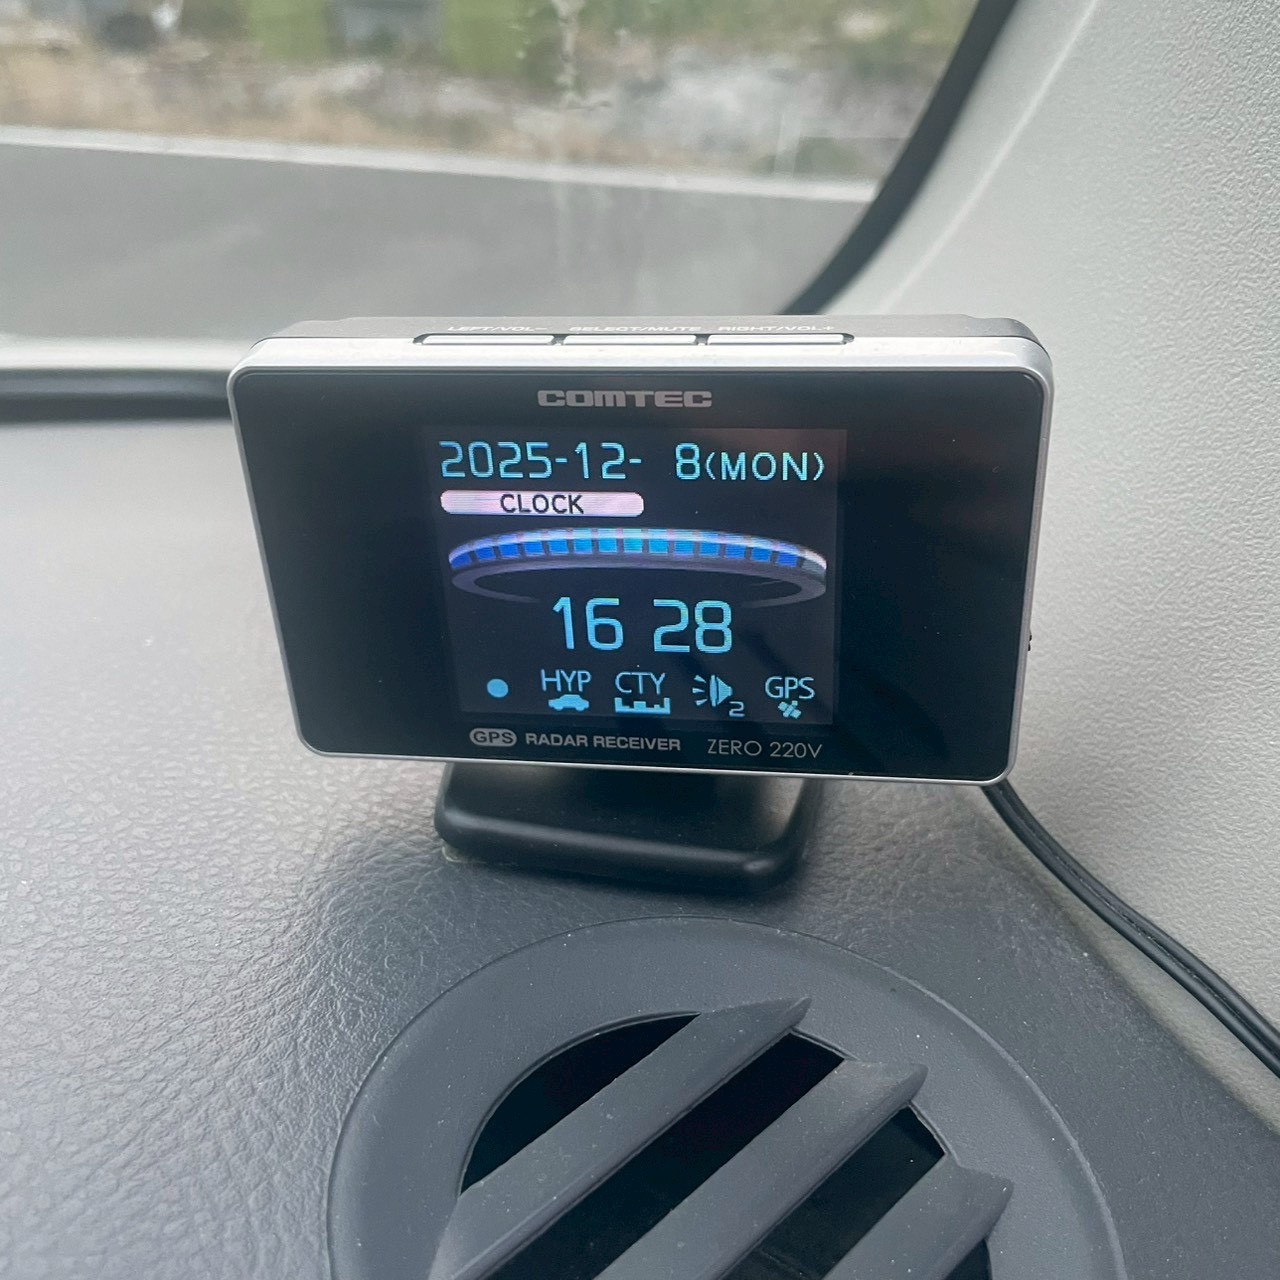 LEFT/VOL- SELECT/MUTE RIGHT/VOL+
COMTEC
2025-12- 8(MON)
CLOCK
16 28
HYP CTY 2 GPS
GPS RADAR RECEIVER ZERO 220V